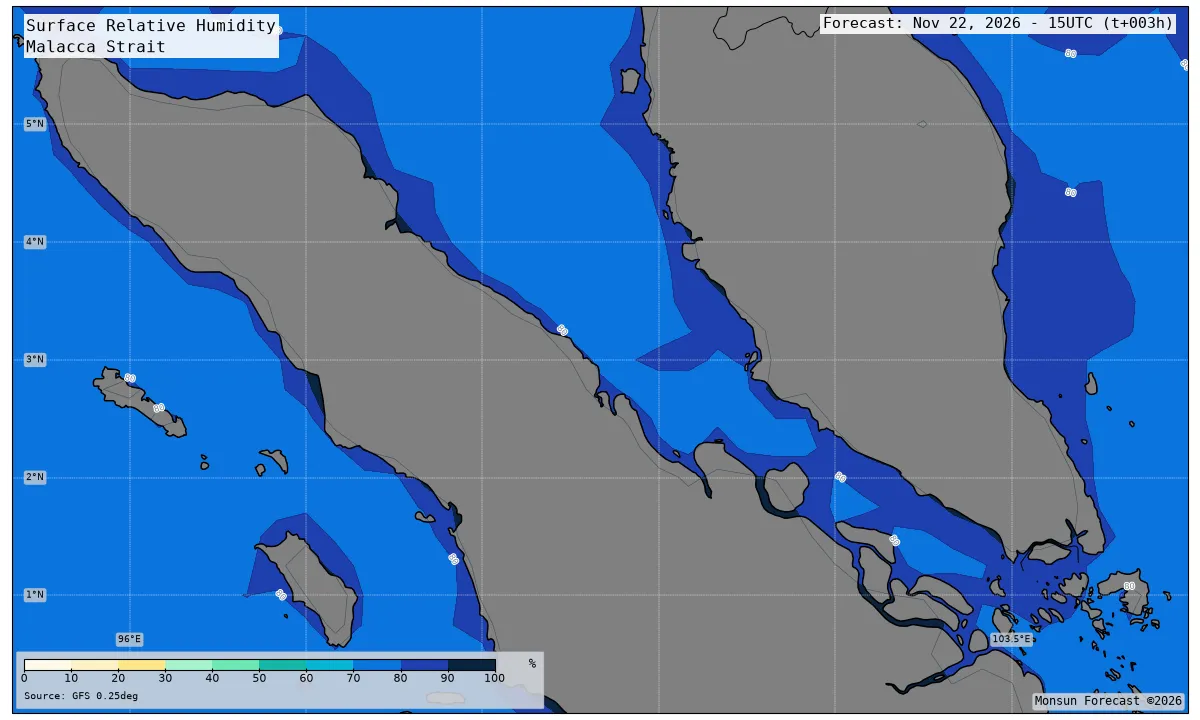 Surface Relative Humidity
Malacca Strait
Forecast: Nov 22, 2026 - 15UTC (t+003h)
80
80
5°N
80
4°N
80
3°N
80
80
2°N
80
80
80
80
80
1°N
96°E
103.5°E
%
0 10 20 30 40 50 60 70 80 90 100
Source: GFS 0.25deg
Monsun Forecast ©2026